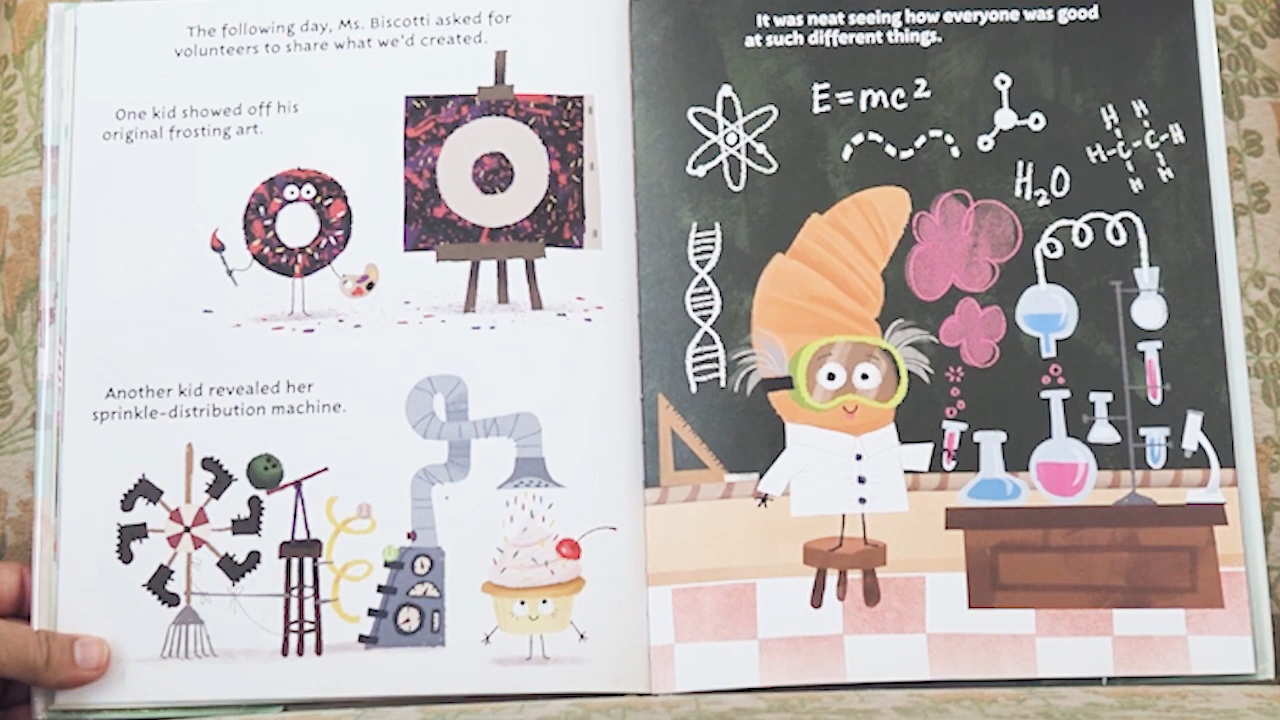 The following day, Ms. Biscotti asked for
volunteers to share what we'd created.
One kid showed off his
original frosting art.
Another kid revealed her
sprinkle-distribution machine.
It was neat seeing how everyone was good
at such different things.
E=mc²
H₂O
H H
H-C-C-H
H H